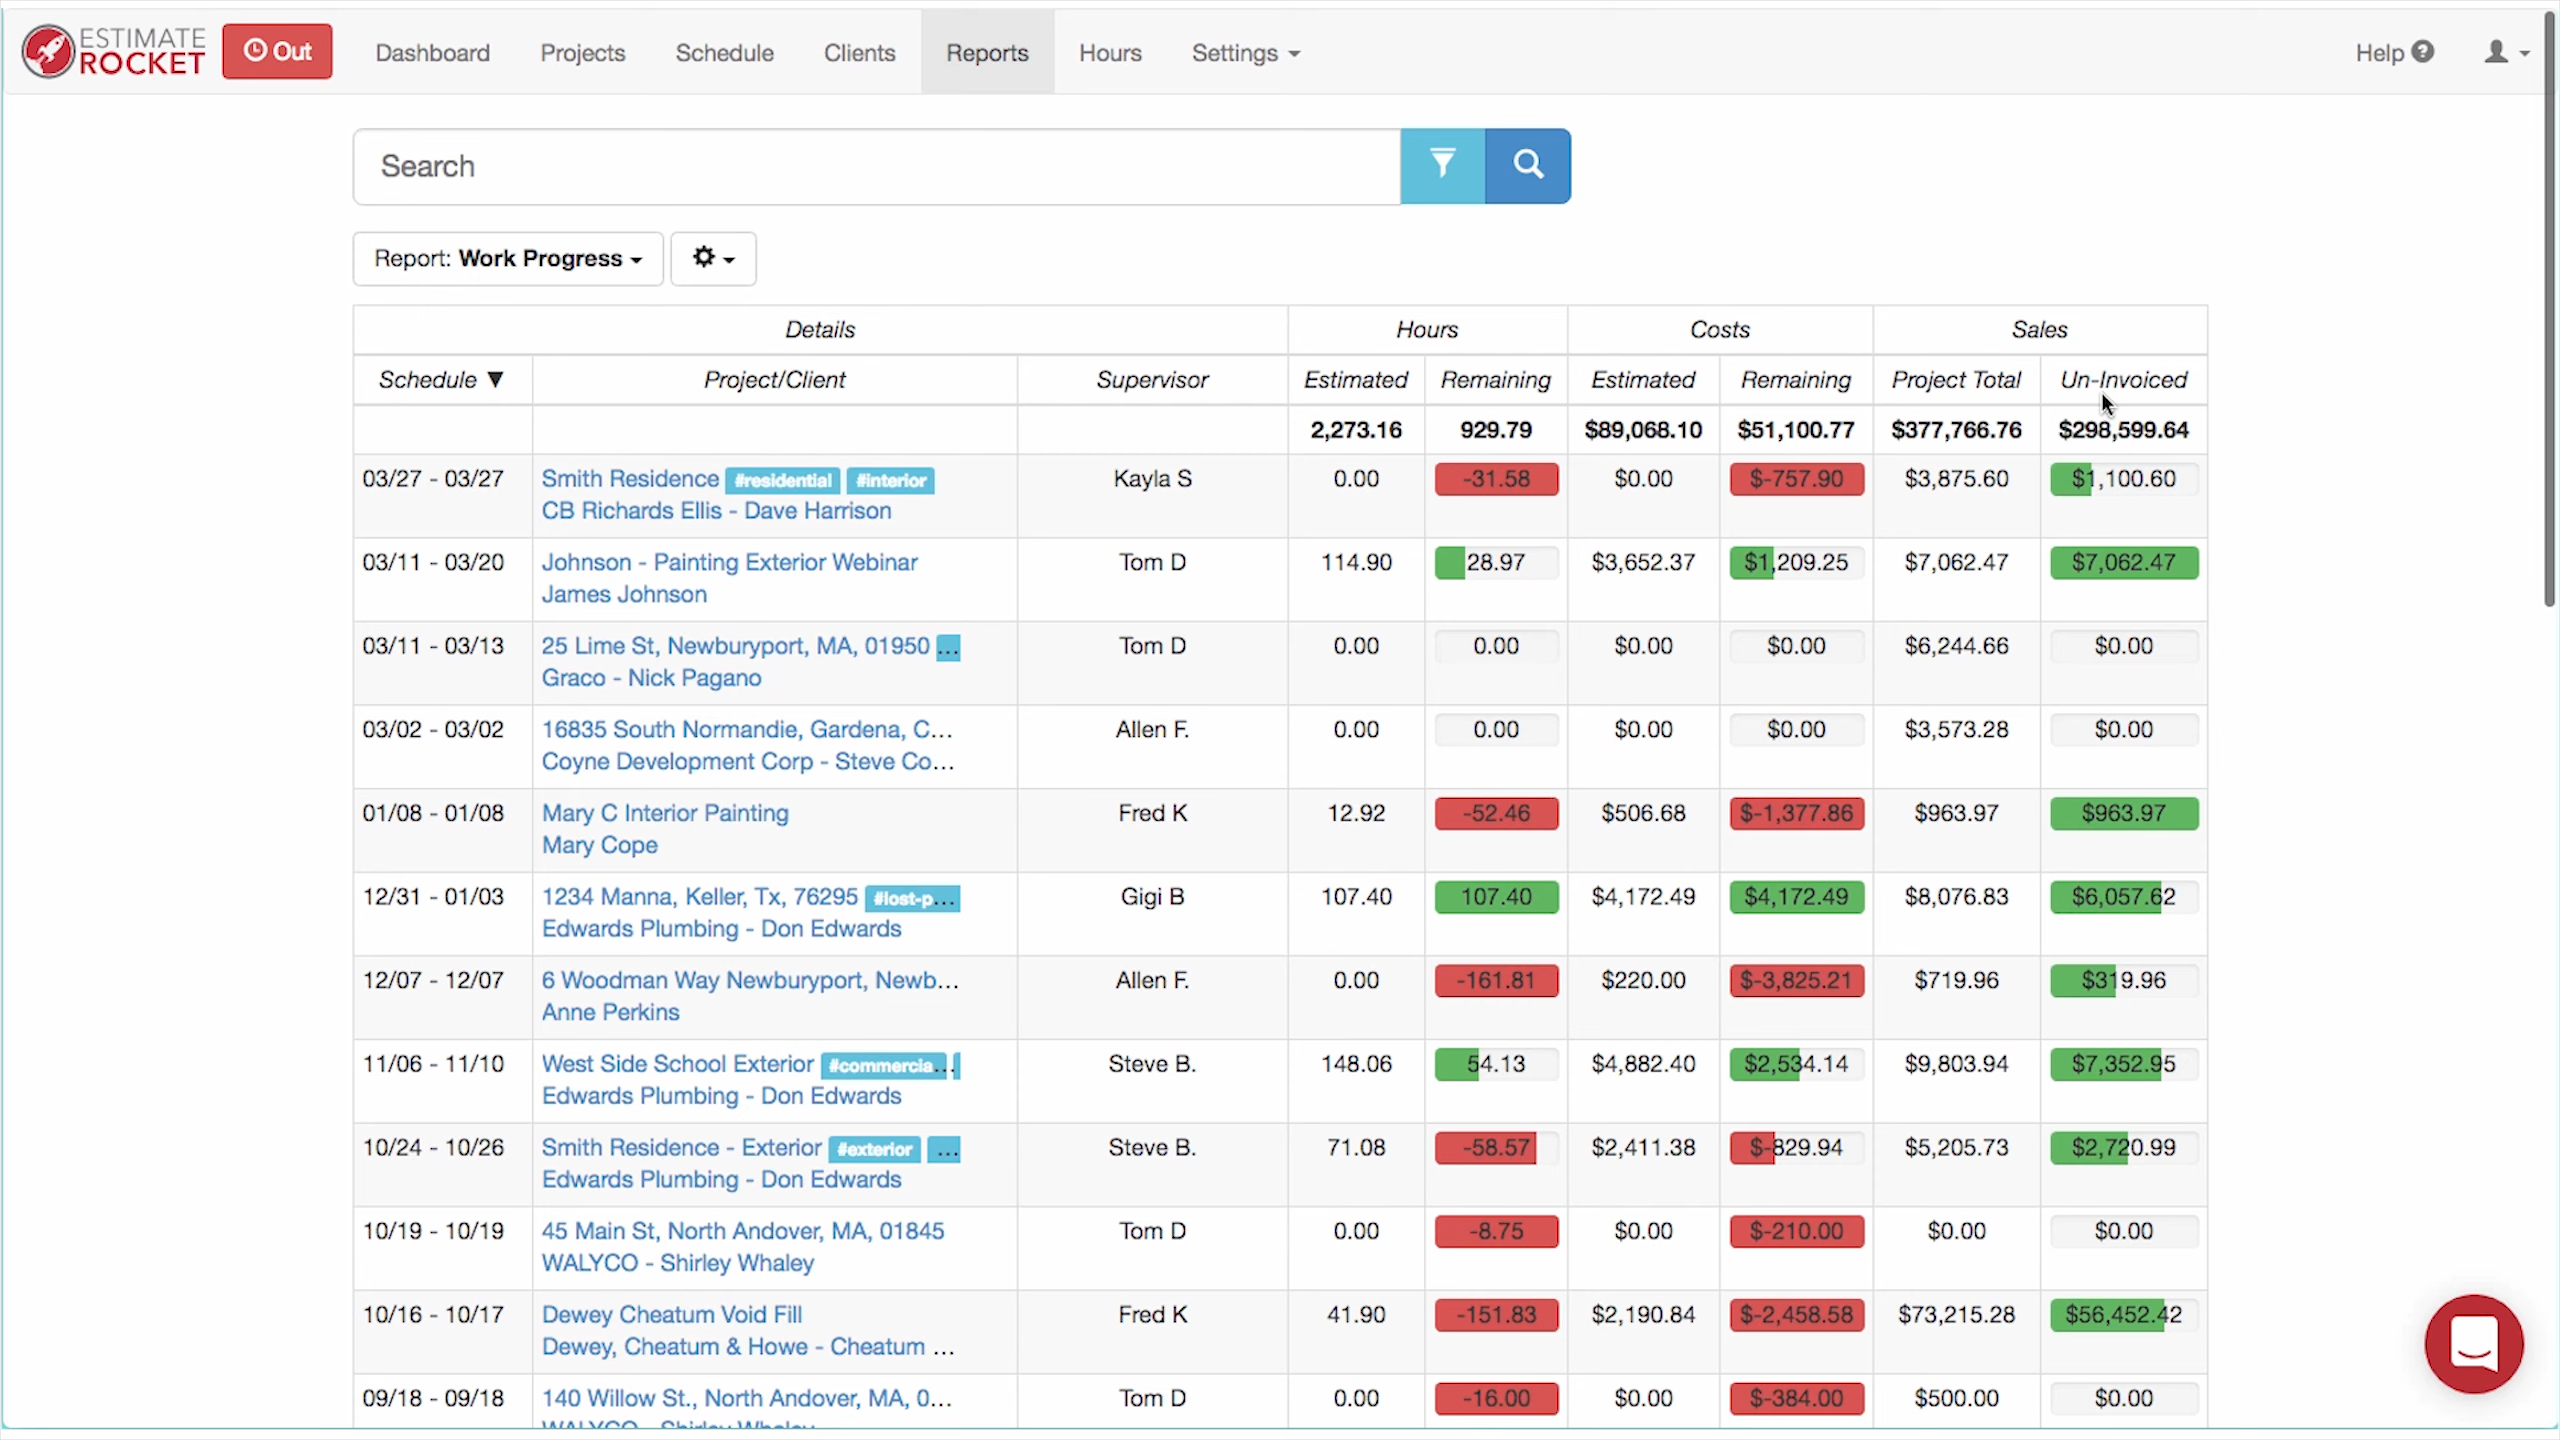 ESTIMATE
ROCKET
Out
Dashboard
Projects
Schedule
Clients
Reports
Hours
Settings
Help
Search
Report: Work Progress
Details Hours Costs Sales
Schedule ▼ Project/Client Supervisor Estimated Remaining Estimated Remaining Project Total Un-Invoiced
2,273.16 929.79 $89,068.10 $51,100.77 $377,766.76 $298,599.64
03/27 - 03/27 Smith Residence #residential #interior Kayla S 0.00 -31.58 $0.00 $-757.90 $3,875.60 $1,100.60
CB Richards Ellis - Dave Harrison
03/11 - 03/20 Johnson - Painting Exterior Webinar Tom D 114.90 28.97 $3,652.37 $1,209.25 $7,062.47 $7,062.47
James Johnson
03/11 - 03/13 25 Lime St, Newburyport, MA, 01950 ... Tom D 0.00 0.00 $0.00 $0.00 $6,244.66 $0.00
Graco - Nick Pagano
03/02 - 03/02 16835 South Normandie, Gardena, C... Allen F. 0.00 0.00 $0.00 $0.00 $3,573.28 $0.00
Coyne Development Corp - Steve Co...
01/08 - 01/08 Mary C Interior Painting Fred K 12.92 -52.46 $506.68 $-1,377.86 $963.97 $963.97
Mary Cope
12/31 - 01/03 1234 Manna, Keller, Tx, 76295 #lost-p... Gigi B 107.40 107.40 $4,172.49 $4,172.49 $8,076.83 $6,057.62
Edwards Plumbing - Don Edwards
12/07 - 12/07 6 Woodman Way Newburyport, Newb... Allen F. 0.00 -161.81 $220.00 $-3,825.21 $719.96 $319.96
Anne Perkins
11/06 - 11/10 West Side School Exterior #commercia... Steve B. 148.06 54.13 $4,882.40 $2,534.14 $9,803.94 $7,352.95
Edwards Plumbing - Don Edwards
10/24 - 10/26 Smith Residence - Exterior #exterior ... Steve B. 71.08 -58.57 $2,411.38 $-829.94 $5,205.73 $2,720.99
Edwards Plumbing - Don Edwards
10/19 - 10/19 45 Main St, North Andover, MA, 01845 Tom D 0.00 -8.75 $0.00 $-210.00 $0.00 $0.00
WALYCO - Shirley Whaley
10/16 - 10/17 Dewey Cheatum Void Fill Fred K 41.90 -151.83 $2,190.84 $-2,458.58 $73,215.28 $56,452.42
Dewey, Cheatum & Howe - Cheatum ...
09/18 - 09/18 140 Willow St., North Andover, MA, 0... Tom D 0.00 -16.00 $0.00 $-384.00 $500.00 $0.00
WALYCO - Shirley Whaley